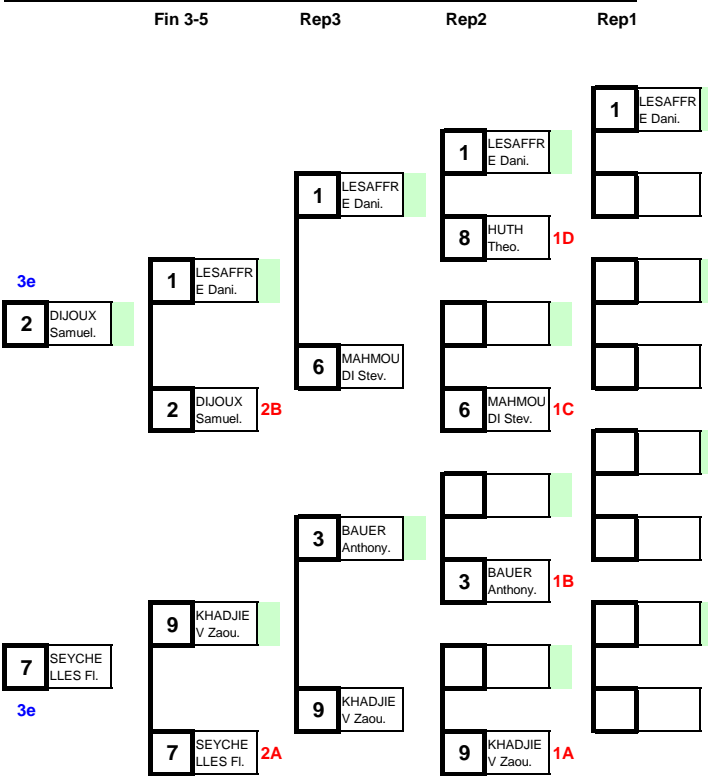 Fin 3-5 Rep3 Rep2 Rep1
1 LESAFFR
E Dani.
1 LESAFFR
E Dani.
1 LESAFFR
E Dani.
8 HUTH
Theo. 1D
3e
1 LESAFFR
E Dani.
2 DIJOUX
Samuel.
6 MAHMOU
DI Stev.
2 DIJOUX
Samuel. 2B
6 MAHMOU
DI Stev. 1C
3 BAUER
Anthony.
3 BAUER
Anthony. 1B
9 KHADJIE
V Zaou.
7 SEYCHE
LLES Fl.
3e
9 KHADJIE
V Zaou.
7 SEYCHE
LLES Fl. 2A
9 KHADJIE
V Zaou. 1A